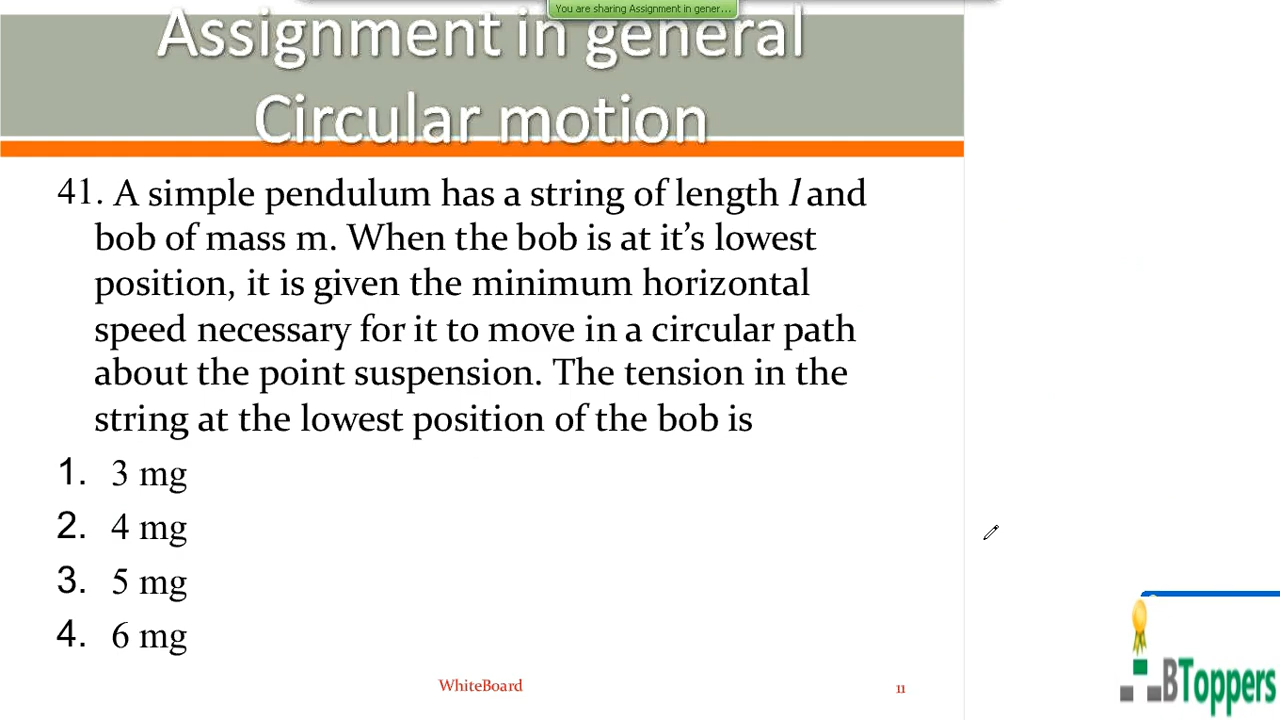 You are sharing Assignment in gener...
Assignment in general
Circular motion
41. A simple pendulum has a string of length l and
bob of mass m. When the bob is at it’s lowest
position, it is given the minimum horizontal
speed necessary for it to move in a circular path
about the point suspension. The tension in the
string at the lowest position of the bob is
1. 3 mg
2. 4 mg
3. 5 mg
4. 6 mg
WhiteBoard
11
BToppers